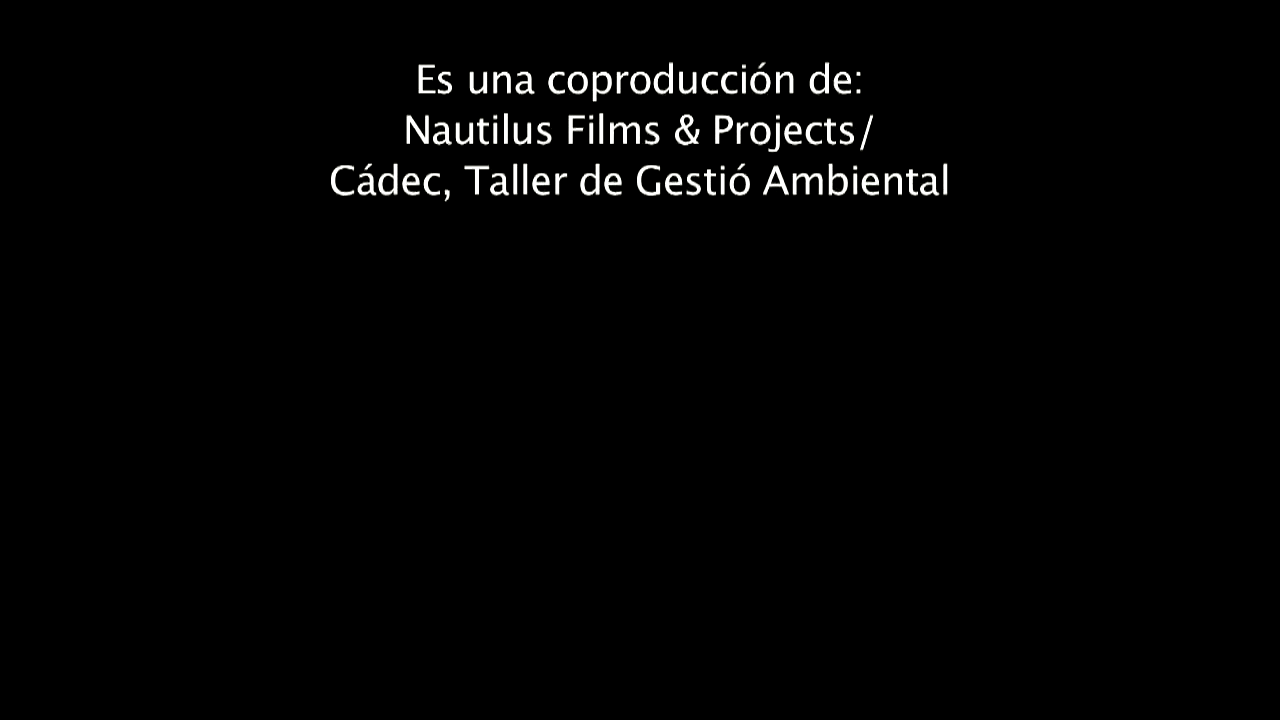 Es una coproducción de:
Nautilus Films & Projects/
Cádec, Taller de Gestió Ambiental